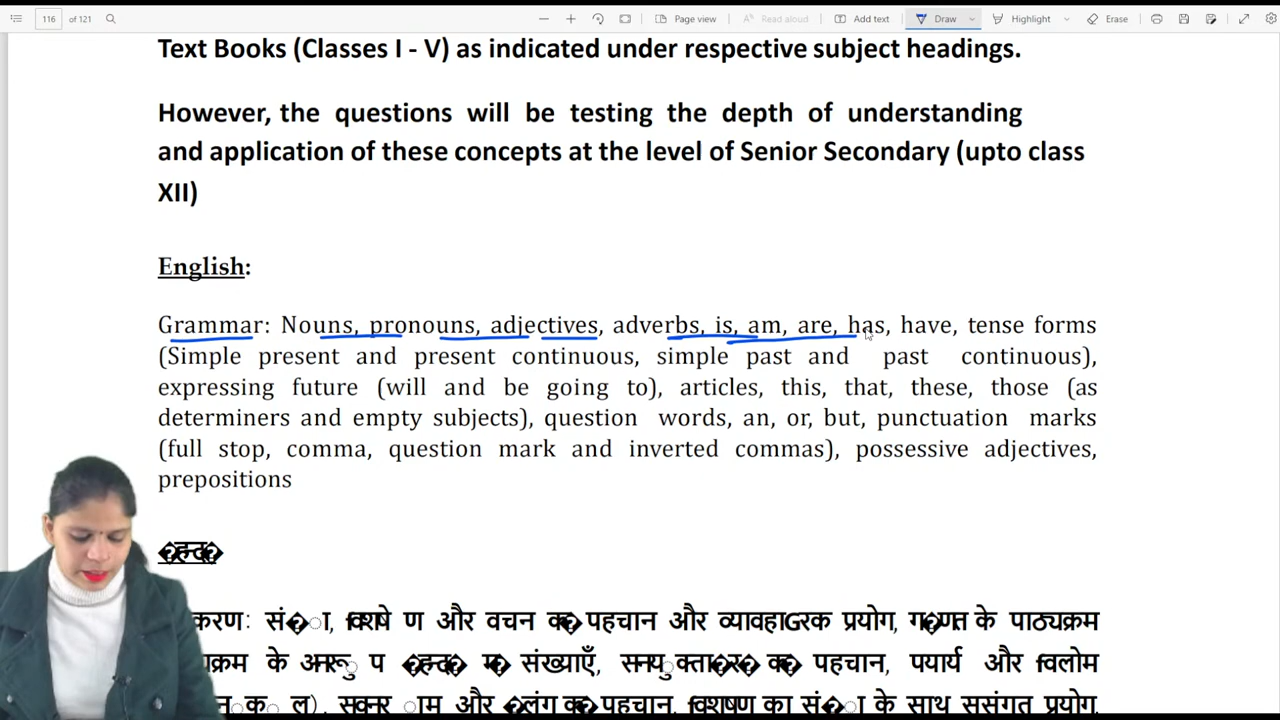 116 of 121 Page view Read aloud Add text Draw Highlight Erase
Text Books (Classes I - V) as indicated under respective subject headings.
However, the questions will be testing the depth of understanding
and application of these concepts at the level of Senior Secondary (upto class
XII)
English:
Grammar: Nouns, pronouns, adjectives, adverbs, is, am, are, has, have, tense forms
(Simple present and present continuous, simple past and past continuous),
expressing future (will and be going to), articles, this, that, these, those (as
determiners and empty subjects), question words, an, or, but, punctuation marks
(full stop, comma, question mark and inverted commas), possessive adjectives,
prepositions
और वचन पहचान और प्रयोग, के पाठ्यक्रम
के संख्याएँ, पहचान, और
और पहचान, का के साथ प्रयोग,